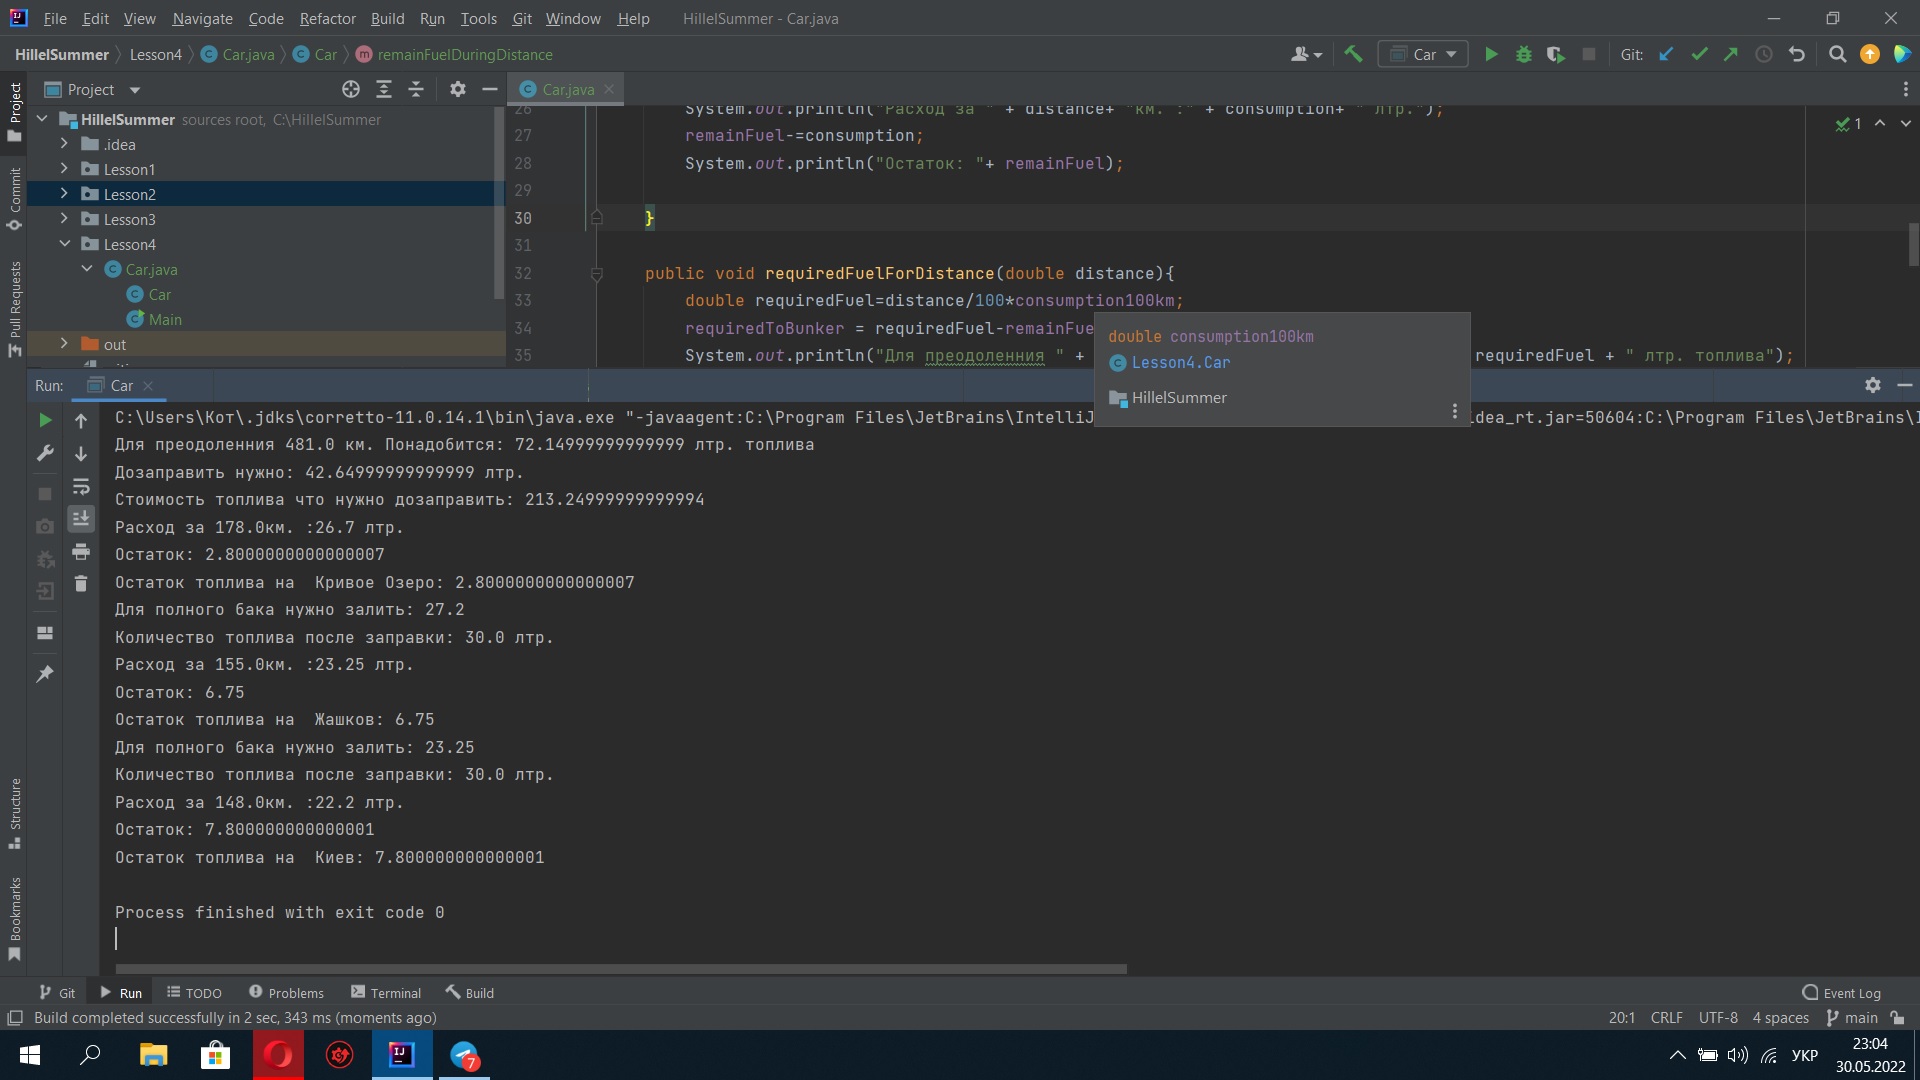 File Edit View Navigate Code Refactor Build Run Tools Git Window Help HillelSummer - Car.java
HillelSummer Lesson4 Car.java Car remainFuelDuringDistance Car Git:
Project Car.java
HillelSummer sources root, C:\HillelSummer
.idea
Lesson1
Lesson2
Lesson3
Lesson4
Car.java
Car
Main
out
Project
Commit
Pull Requests
Structure
Bookmarks
1
26 System.out.println("Расход за " + distance+ "км. :" + consumption+ " лтр.");
27 remainFuel-=consumption;
28 System.out.println("Остаток: "+ remainFuel);
29
30 }
31
32 public void requiredFuelForDistance(double distance){
33 double requiredFuel=distance/100*consumption100km;
34 requiredToBunker = requiredFuel-remainFue
35 System.out.println("Для преодоленния " + requiredFuel + " лтр. топлива");
double consumption100km
Lesson4.Car
HillelSummer
Run: Car
C:\Users\Кот\.jdks\corretto-11.0.14.1\bin\java.exe "-javaagent:C:\Program Files\JetBrains\IntelliJ dea_rt.jar=50604:C:\Program Files\JetBrains\I
Для преодоленния 481.0 км. Понадобится: 72.14999999999999 лтр. топлива
Дозаправить нужно: 42.64999999999999 лтр.
Стоимость топлива что нужно дозаправить: 213.24999999999994
Расход за 178.0км. :26.7 лтр.
Остаток: 2.8000000000000007
Остаток топлива на  Кривое Озеро: 2.8000000000000007
Для полного бака нужно залить: 27.2
Количество топлива после заправки: 30.0 лтр.
Расход за 155.0км. :23.25 лтр.
Остаток: 6.75
Остаток топлива на  Жашков: 6.75
Для полного бака нужно залить: 23.25
Количество топлива после заправки: 30.0 лтр.
Расход за 148.0км. :22.2 лтр.
Остаток: 7.800000000000001
Остаток топлива на  Киев: 7.800000000000001
Process finished with exit code 0
Git Run TODO Problems Terminal Build Event Log
Build completed successfully in 2 sec, 343 ms (moments ago) 20:1 CRLF UTF-8 4 spaces main
IJ 7 УКР 23:04
30.05.2022